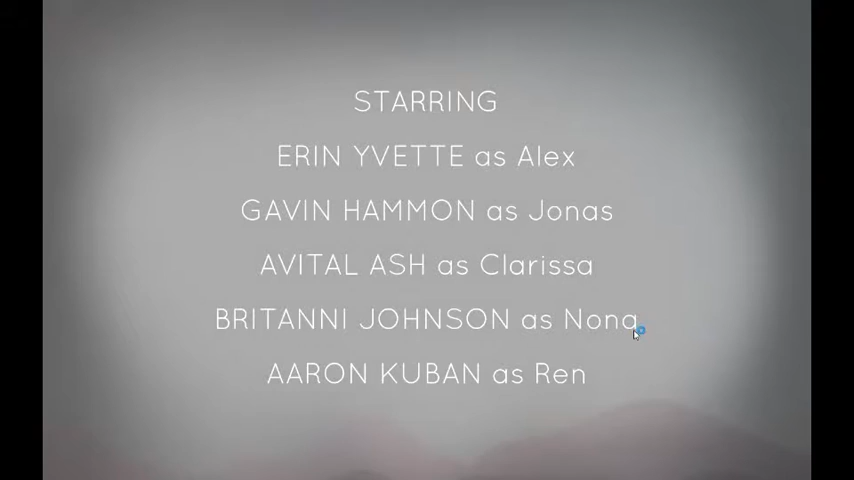 STARRING
ERIN YVETTE as Alex
GAVIN HAMMON as Jonas
AVITAL ASH as Clarissa
BRITANNI JOHNSON as Nona
AARON KUBAN as Ren